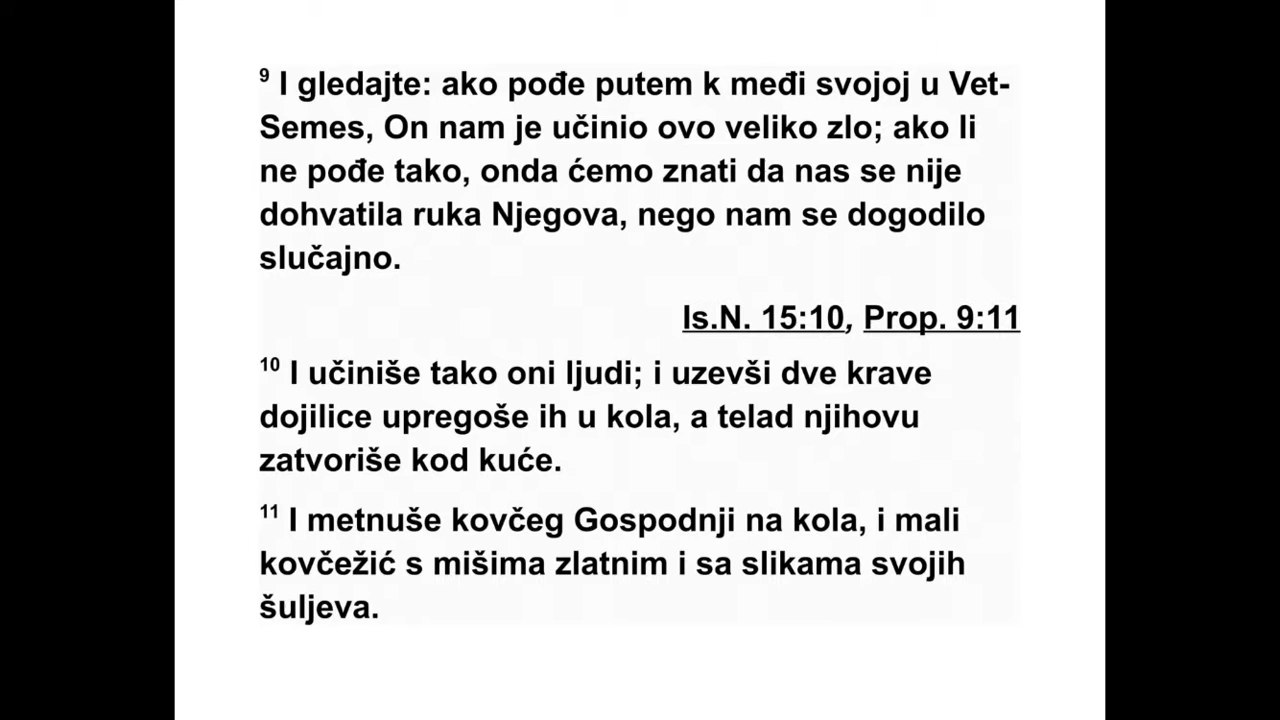 9 I gledajte: ako pođe putem k međi svojoj u Vet-
Semes, On nam je učinio ovo veliko zlo; ako li
ne pođe tako, onda ćemo znati da nas se nije
dohvatila ruka Njegova, nego nam se dogodilo
slučajno.
Is.N. 15:10, Prop. 9:11
10 I učiniše tako oni ljudi; i uzevši dve krave
dojilice upregoše ih u kola, a telad njihovu
zatvoriše kod kuće.
11 I metnuše kovčeg Gospodnji na kola, i mali
kovčežić s mišima zlatnim i sa slikama svojih
šuljeva.